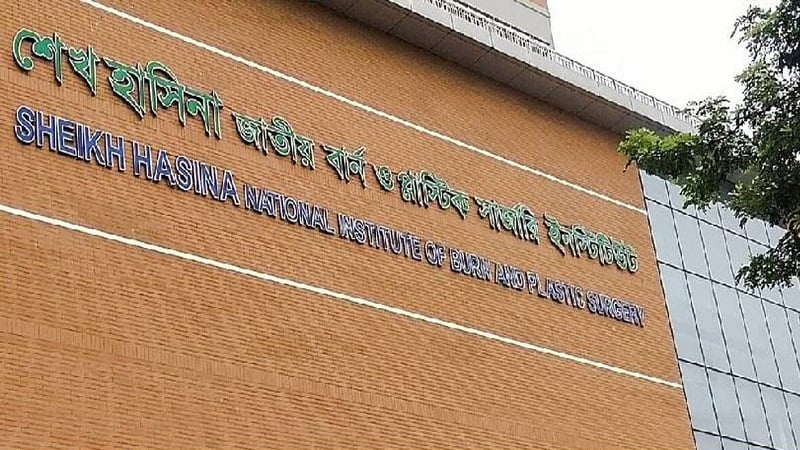 শেখ হাসিনা জাতীয় বার্ন ও প্লাস্টিক সার্জারি ইনস্টিটিউট
SHEIKH HASINA NATIONAL INSTITUTE OF BURN AND PLASTIC SURGERY